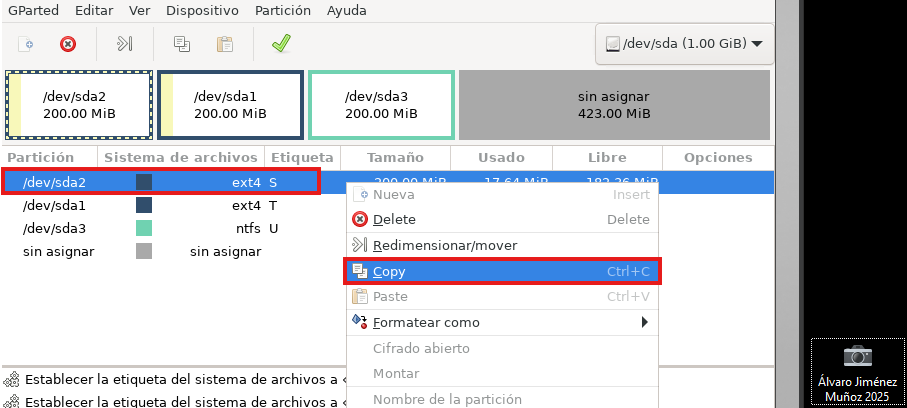 GParted Editar Ver Dispositivo Partición Ayuda
/dev/sda (1.00 GiB)
/dev/sda2
200.00 MiB
/dev/sda1
200.00 MiB
/dev/sda3
200.00 MiB
sin asignar
423.00 MiB
Partición Sistema de archivos Etiqueta Tamaño Usado Libre Opciones
/dev/sda2 ext4 S 200.00 MiB 17.64 MiB 182.26 MiB
/dev/sda1 ext4 T
/dev/sda3 ntfs U
sin asignar sin asignar
Nueva Insert
Delete Delete
Redimensionar/mover
Copy Ctrl+C
Paste Ctrl+V
Formatear como
Cifrado abierto
Montar
Nombre de la partición
Establecer la etiqueta del sistema de archivos a «
Establecer la etiqueta del sistema de archivos a «
Álvaro Jiménez
Muñoz 2025